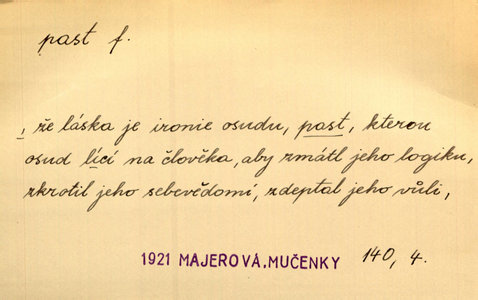 past f.
, že láska je ironie osudu, past, kterou
osud líčí na člověka, aby zmátl jeho logiku,
zkrotil jeho sebevědomí, zdeptal jeho vůli,
1921 MAJEROVÁ, MUČENKY 140, 4.